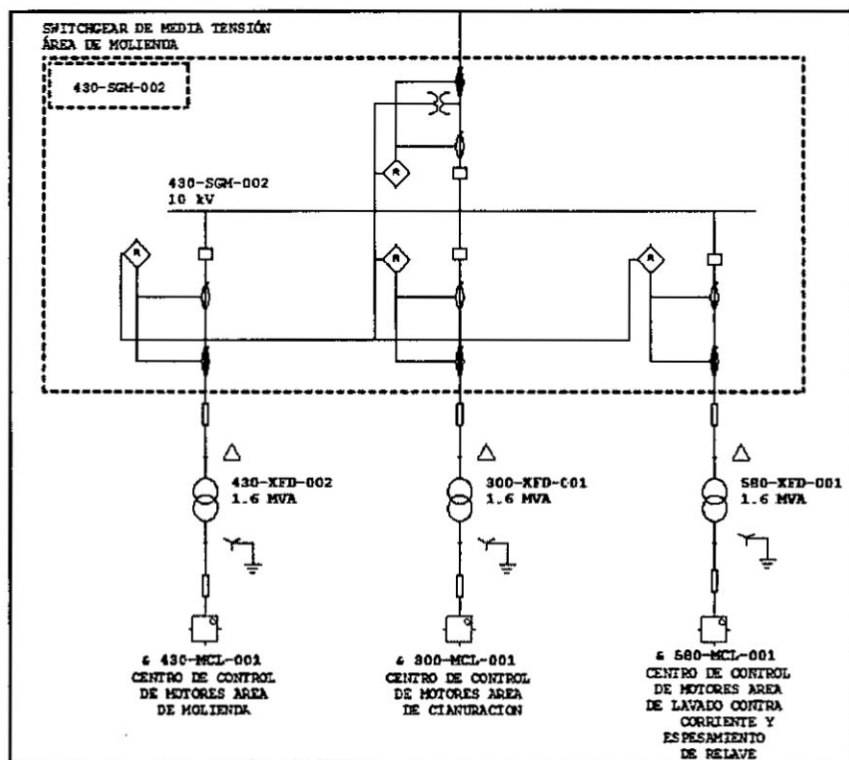 SWITCHGEAR DE MEDIA TENSIÓN
ÁREA DE MOLIENDA
430-SGM-002
R
430-SGM-002
10 kV
R
R
R
430-XFD-002
1.6 MVA
300-XFD-001
1.6 MVA
580-XFD-001
1.6 MVA
& 430-MCL-001
CENTRO DE CONTROL
DE MOTORES AREA
DE MOLIENDA
& 300-MCL-001
CENTRO DE CONTROL
DE MOTORES AREA
DE CIANURACION
& 580-MCL-001
CENTRO DE CONTROL
DE MOTORES AREA
DE LAVADO CONTRA
CORRIENTE Y
ESPESAMIENTO
DE RELAVE